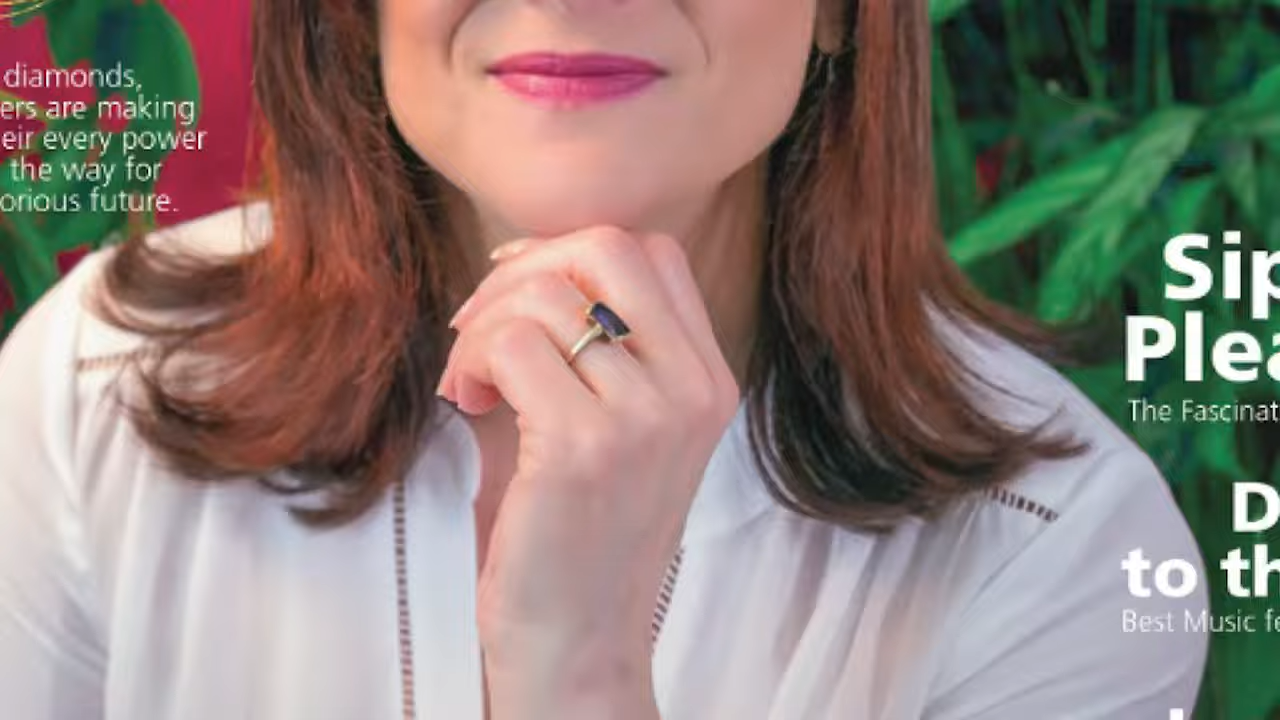 diamonds,
ers are making
eir every power
the way for
orious future.
Sip
Plea
The Fascinat
D
to th
Best Music fe